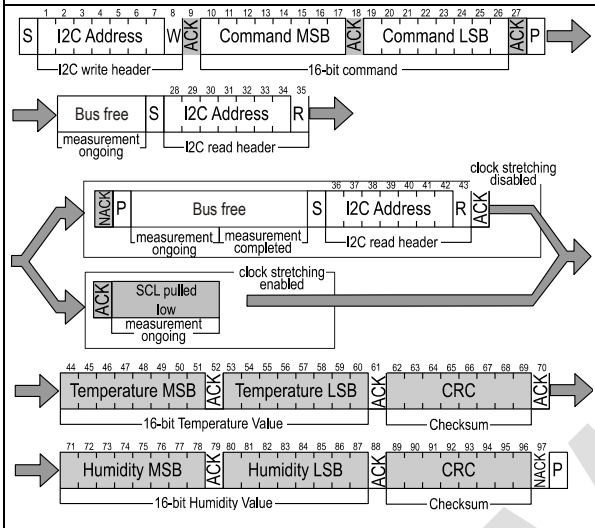 1 2 3 4 5 6 7 8 9 10 11 12 13 14 15 16 17 18 19 20 21 22 23 24 25 26 27
S I2C Address W ACK Command MSB ACK Command LSB ACK P
I2C write header 16-bit command
28 29 30 31 32 33 34 35
Bus free S I2C Address R
measurement ongoing I2C read header
clock stretching disabled
36 37 38 39 40 41 42 43
NACK P Bus free S I2C Address R ACK
measurement ongoing measurement completed I2C read header
clock stretching enabled
ACK SCL pulled low
measurement ongoing
44 45 46 47 48 49 50 51 52 53 54 55 56 57 58 59 60 61 62 63 64 65 66 67 68 69 70
Temperature MSB ACK Temperature LSB ACK CRC ACK
16-bit Temperature Value Checksum
71 72 73 74 75 76 77 78 79 80 81 82 83 84 85 86 87 88 89 90 91 92 93 94 95 96 97
Humidity MSB ACK Humidity LSB ACK CRC NACK P
16-bit Humidity Value Checksum